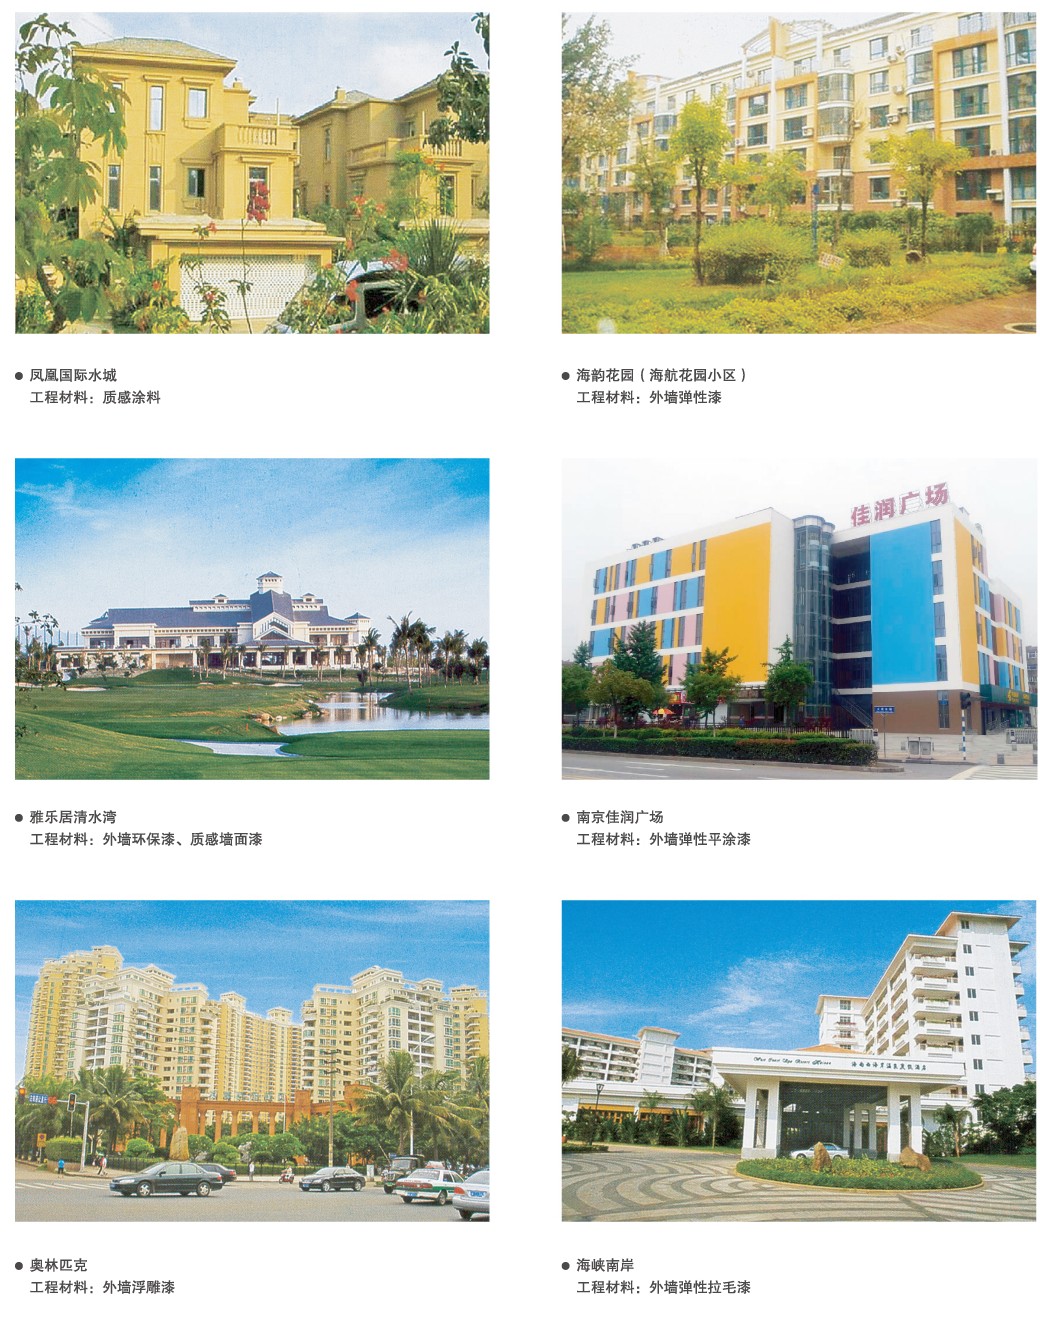 凤凰国际水城
工程材料：质感涂料
海韵花园（海航花园小区）
工程材料：外墙弹性漆
佳润广场
雅乐居清水湾
工程材料：外墙环保漆、质感墙面漆
南京佳润广场
工程材料：外墙弹性平涂漆
奥林匹克
工程材料：外墙浮雕漆
海峡南岸
工程材料：外墙弹性拉毛漆